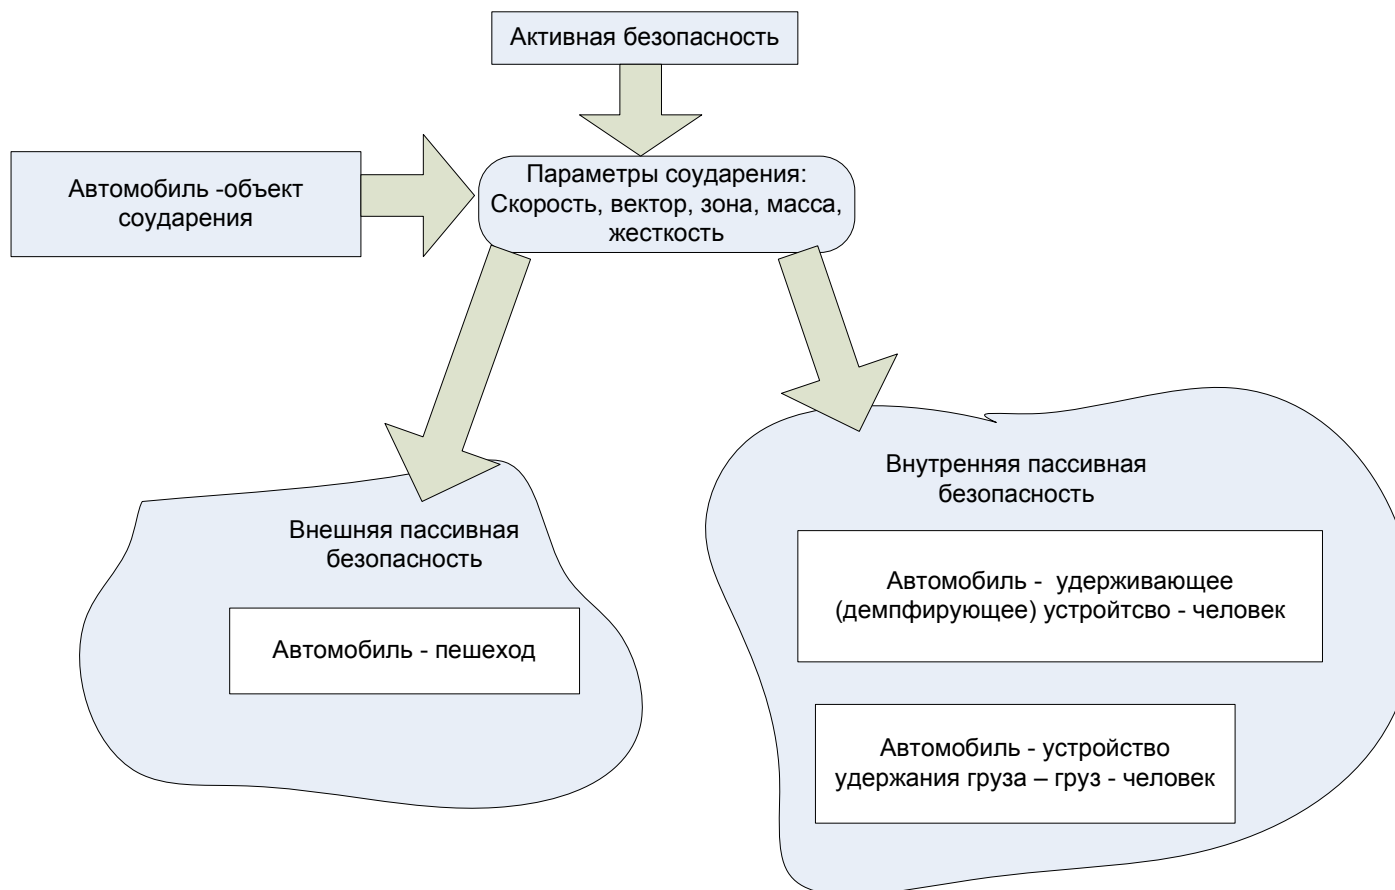 Активная безопасность
Автомобиль -объект
соударения
Параметры соударения:
Скорость, вектор, зона, масса,
жесткость
Внешняя пассивная
безопасность
Автомобиль - пешеход
Внутренняя пассивная
безопасность
Автомобиль - удерживающее
(демпфирующее) устройтсво - человек
Автомобиль - устройство
удержания груза – груз - человек